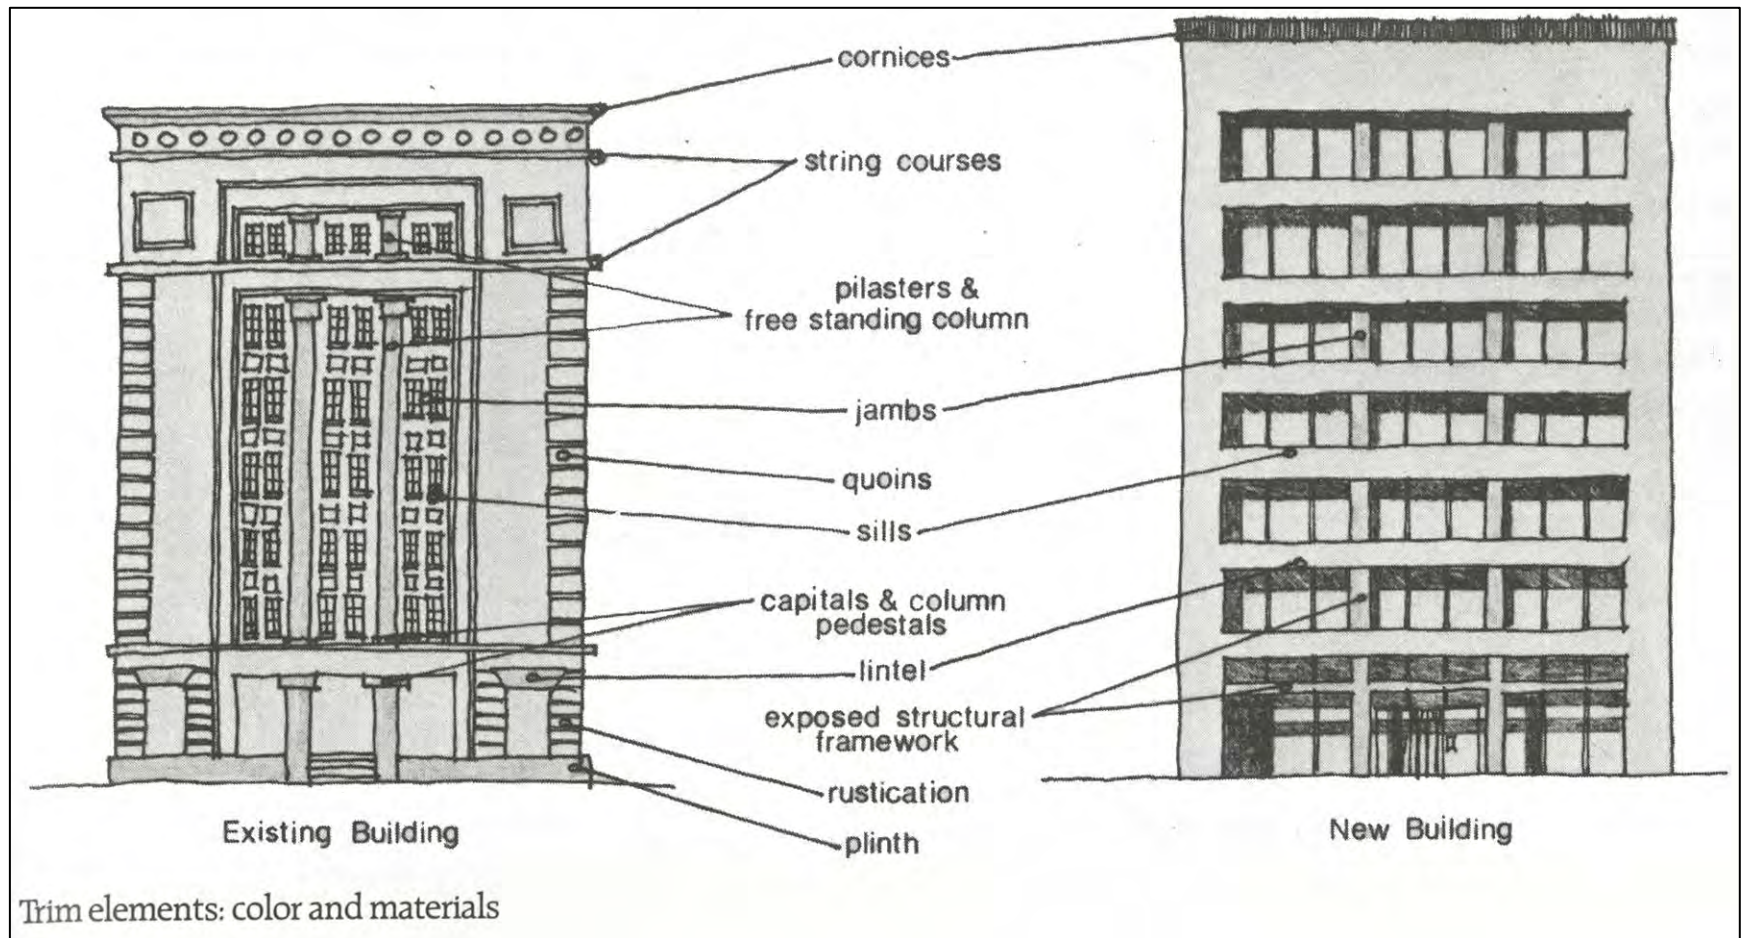 cornices
string courses
pilasters &
free standing column
jambs
quoins
sills
capitals & column
pedestals
lintel
exposed structural
framework
rustication
plinth
Existing Building
New Building
Trim elements: color and materials